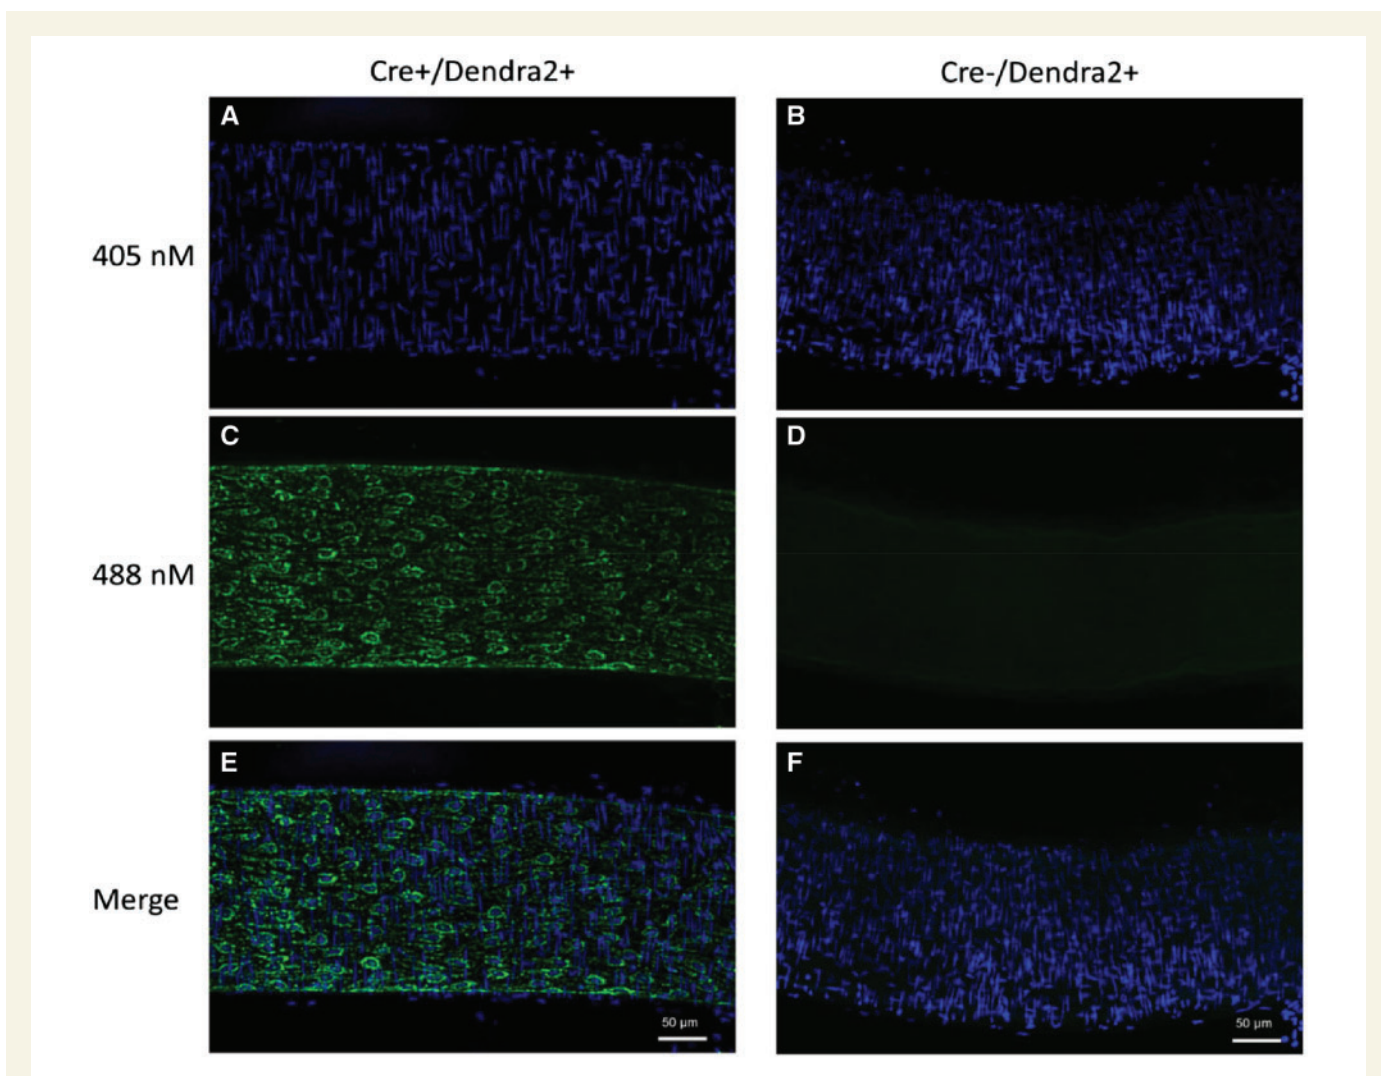 Cre+/Dendra2+
Cre-/Dendra2+
A
B
405 nM
C
D
488 nM
E
F
Merge
50 µm
50 µm